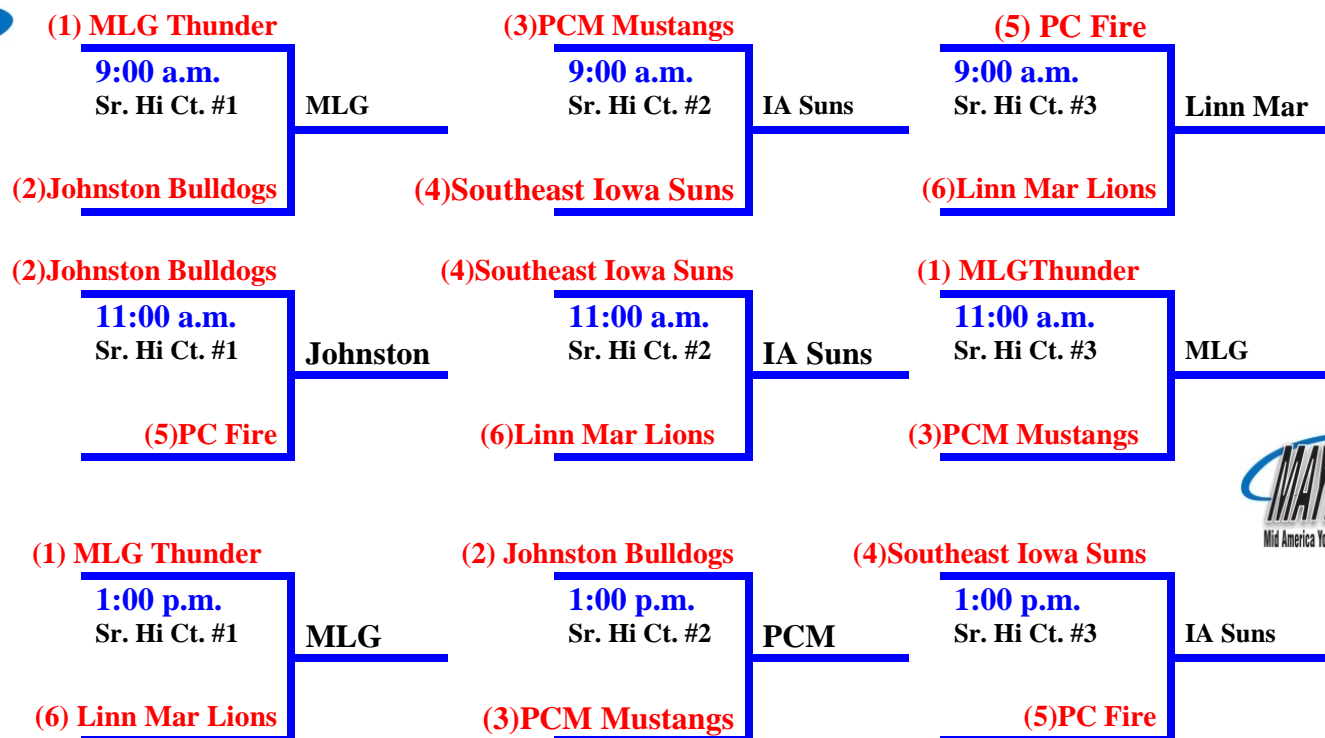 (1) MLG Thunder
9:00 a.m.
Sr. Hi Ct. #1
MLG
(2)Johnston Bulldogs
(3)PCM Mustangs
9:00 a.m.
Sr. Hi Ct. #2
IA Suns
(4)Southeast Iowa Suns
(5) PC Fire
9:00 a.m.
Sr. Hi Ct. #3
Linn Mar
(6)Linn Mar Lions
(2)Johnston Bulldogs
11:00 a.m.
Sr. Hi Ct. #1
Johnston
(5)PC Fire
(4)Southeast Iowa Suns
11:00 a.m.
Sr. Hi Ct. #2
IA Suns
(6)Linn Mar Lions
(1) MLGThunder
11:00 a.m.
Sr. Hi Ct. #3
MLG
(3)PCM Mustangs
(1) MLG Thunder
1:00 p.m.
Sr. Hi Ct. #1
MLG
(6) Linn Mar Lions
(2) Johnston Bulldogs
1:00 p.m.
Sr. Hi Ct. #2
PCM
(3)PCM Mustangs
(4)Southeast Iowa Suns
1:00 p.m.
Sr. Hi Ct. #3
IA Suns
(5)PC Fire
Mid America